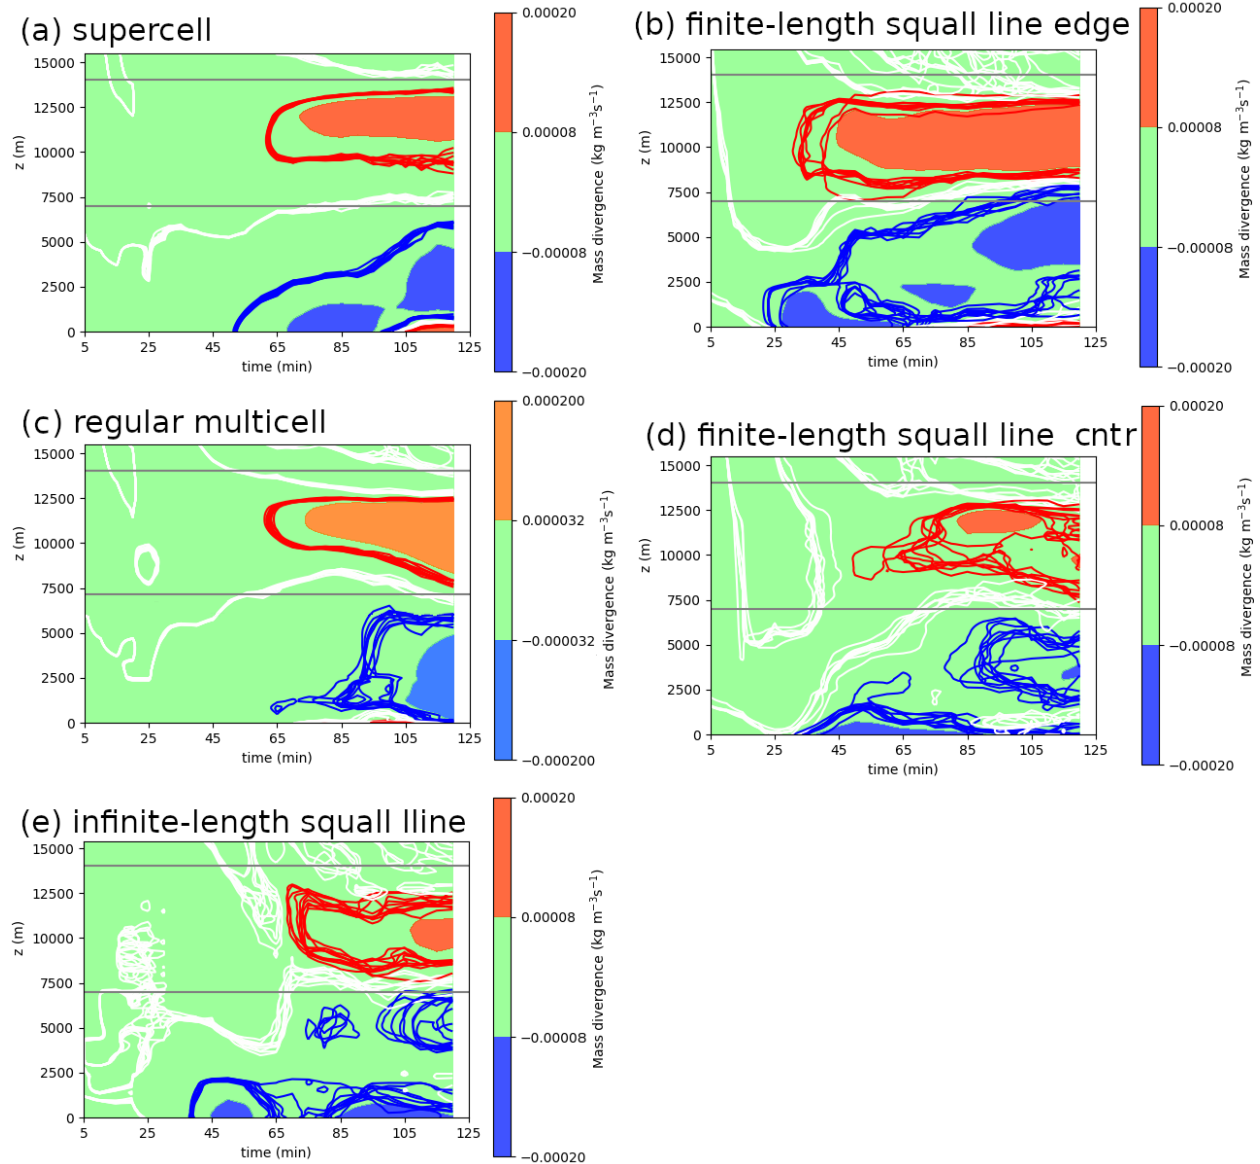 (a) supercell
15000
12500
10000
7500
5000
2500
0
z (m)
5 25 45 65 85 105 125
time (min)
0.00020
0.00008
−0.00008
−0.00020
Mass divergence (kg m−3s−1)
(b) finite-length squall line edge
15000
12500
10000
7500
5000
2500
0
z (m)
5 25 45 65 85 105 125
time (min)
0.00020
0.00008
−0.00008
−0.00020
Mass divergence (kg m−3s−1)
(c) regular multicell
15000
12500
10000
7500
5000
2500
0
z (m)
5 25 45 65 85 105 125
time (min)
0.000200
0.000032
−0.000032
−0.000200
Mass divergence (kg m−3s−1)
(d) finite-length squall line cntr
15000
12500
10000
7500
5000
2500
0
z (m)
5 25 45 65 85 105 125
time (min)
0.00020
0.00008
−0.00008
−0.00020
Mass divergence (kg m−3s−1)
(e) infinite-length squall lline
15000
12500
10000
7500
5000
2500
0
z (m)
5 25 45 65 85 105 125
time (min)
0.00020
0.00008
−0.00008
−0.00020
Mass divergence (kg m−3s−1)